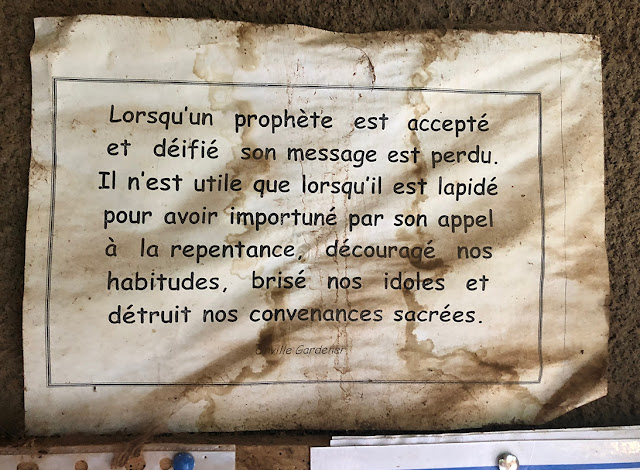 Lorsqu'un prophète est accepté
et déifié son message est perdu.
Il n'est utile que lorsqu'il est lapidé
pour avoir importuné par son appel
à la repentance, découragé nos
habitudes, brisé nos idoles et
détruit nos convenances sacrées.